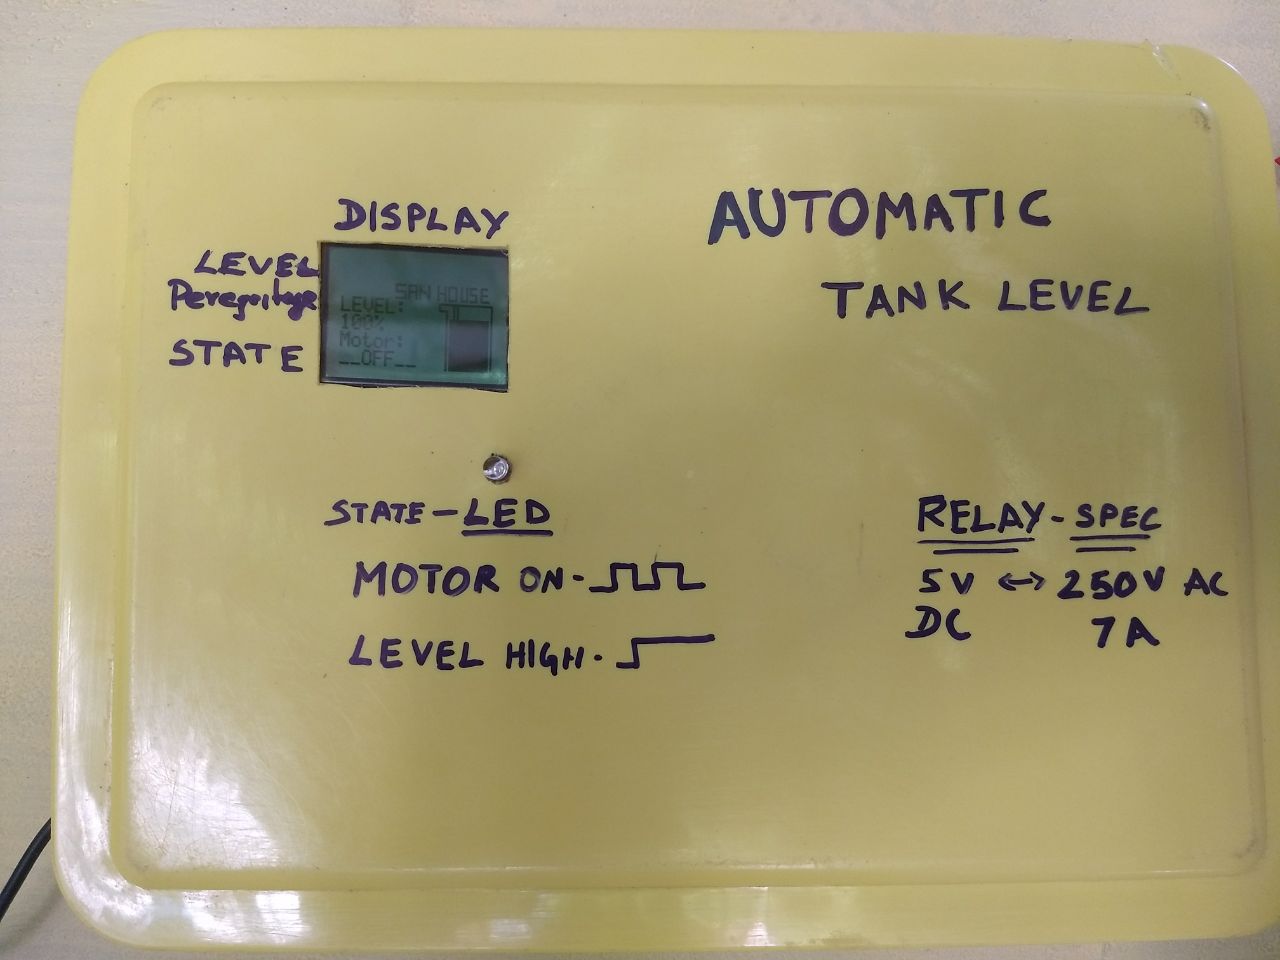 AUTOMATIC
TANK LEVEL
DISPLAY
LEVEL
STATE
SAN HOUSE
LEVEL:
100%
Motor:
__OFF__
STATE - LED
MOTOR ON -
LEVEL HIGH -
RELAY - SPEC
5V ↔ 250V AC
DC 7A